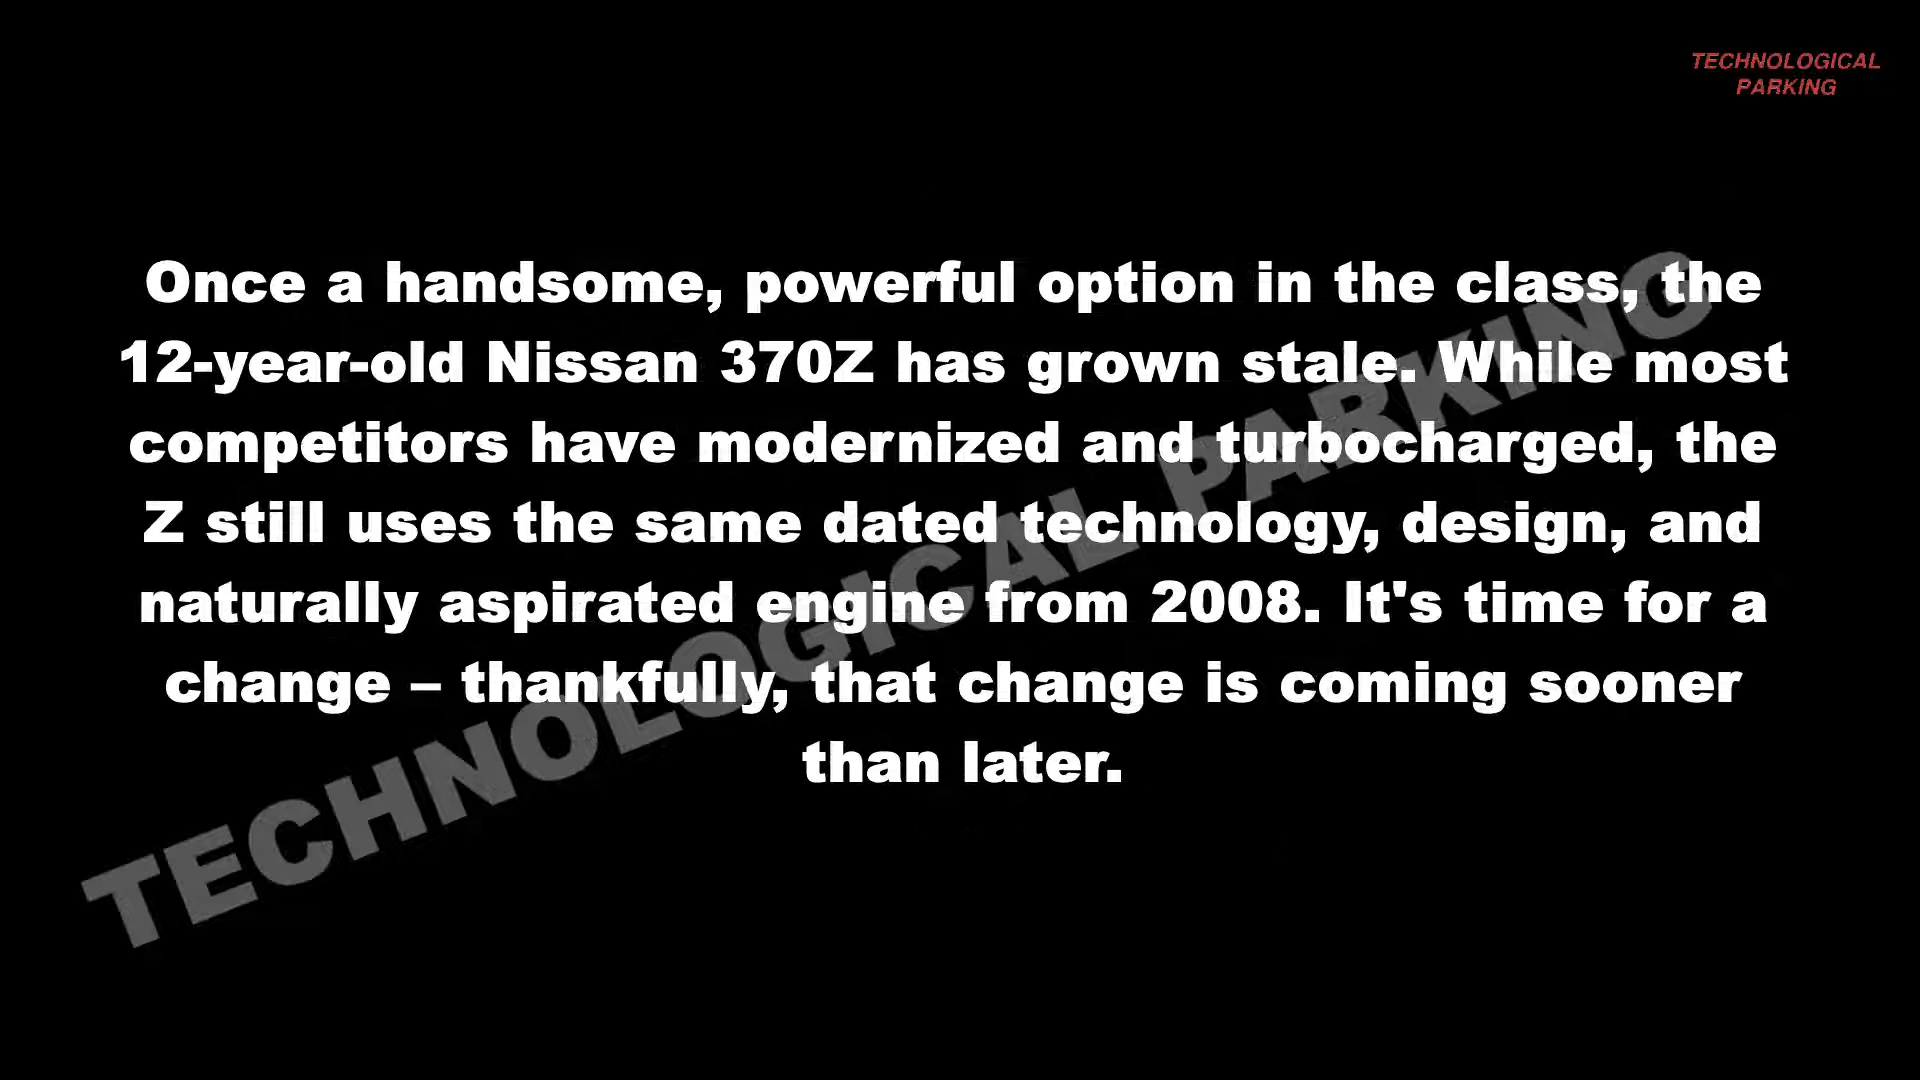 TECHNOLOGICAL
PARKING
Once a handsome, powerful option in the class, the
12-year-old Nissan 370Z has grown stale. While most
competitors have modernized and turbocharged, the
Z still uses the same dated technology, design, and
naturally aspirated engine from 2008. It's time for a
change – thankfully, that change is coming sooner
than later.
TECHNOLOGICAL PARKING